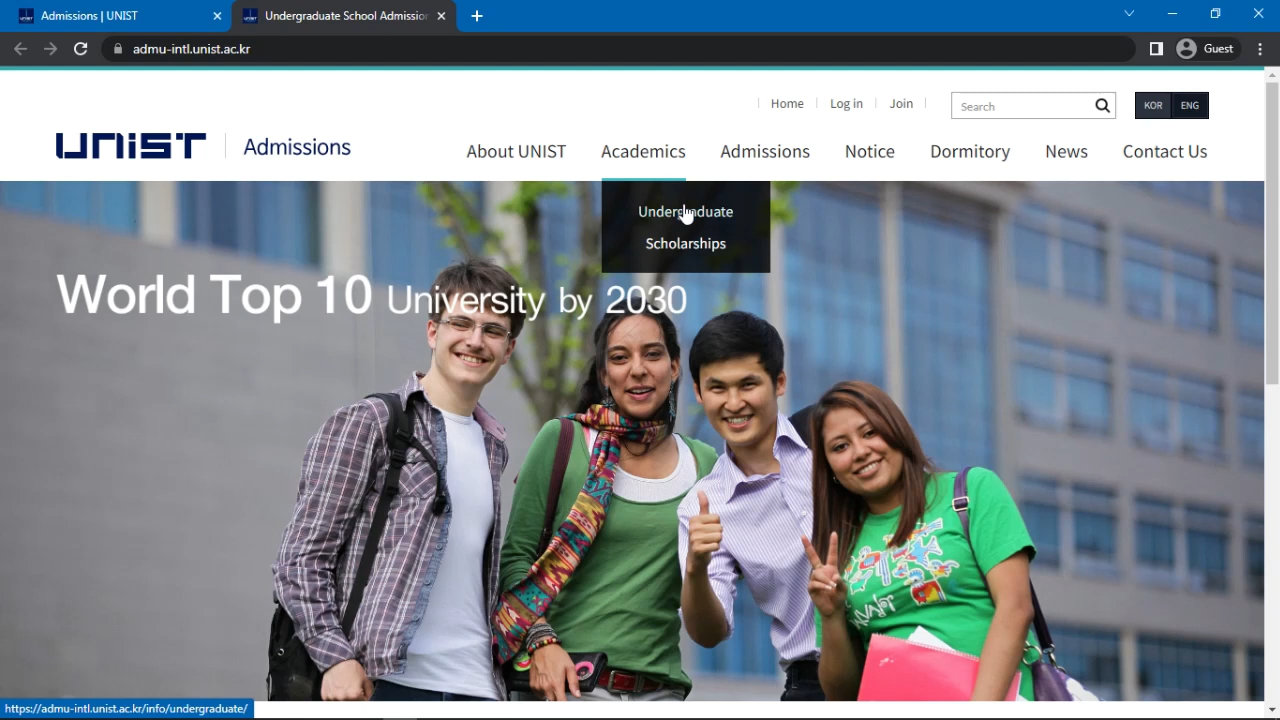 Admissions | UNIST
Undergraduate School Admission
admu-intl.unist.ac.kr
Guest
Home
Log in
Join
Search
KOR
ENG
UNIST
Admissions
About UNIST
Academics
Admissions
Notice
Dormitory
News
Contact Us
Undergraduate
Scholarships
World Top 10 University by 2030
https://admu-intl.unist.ac.kr/info/undergraduate/